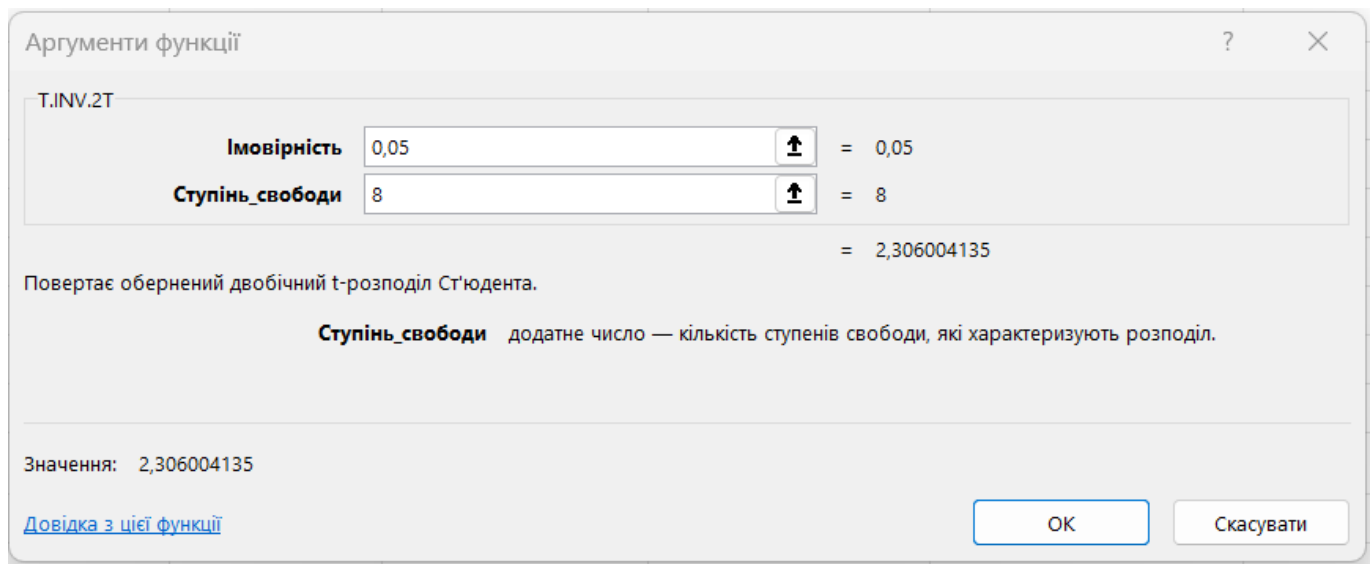 Аргументи функції ? ×
T.INV.2T
Імовірність 0,05 = 0,05
Ступінь_свободи 8 = 8
= 2,306004135
Повертає обернений двобічний t-розподіл Ст'юдента.
Ступінь_свободи додатне число — кількість ступенів свободи, які характеризують розподіл.
Значення: 2,306004135
Довідка з цієї функції
ОК Скасувати